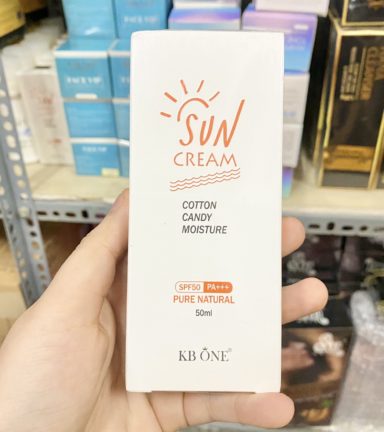 SUN
CREAM
COTTON
CANDY
MOISTURE
SPF50 PA+++
PURE NATURAL
50ml
KB ONE®